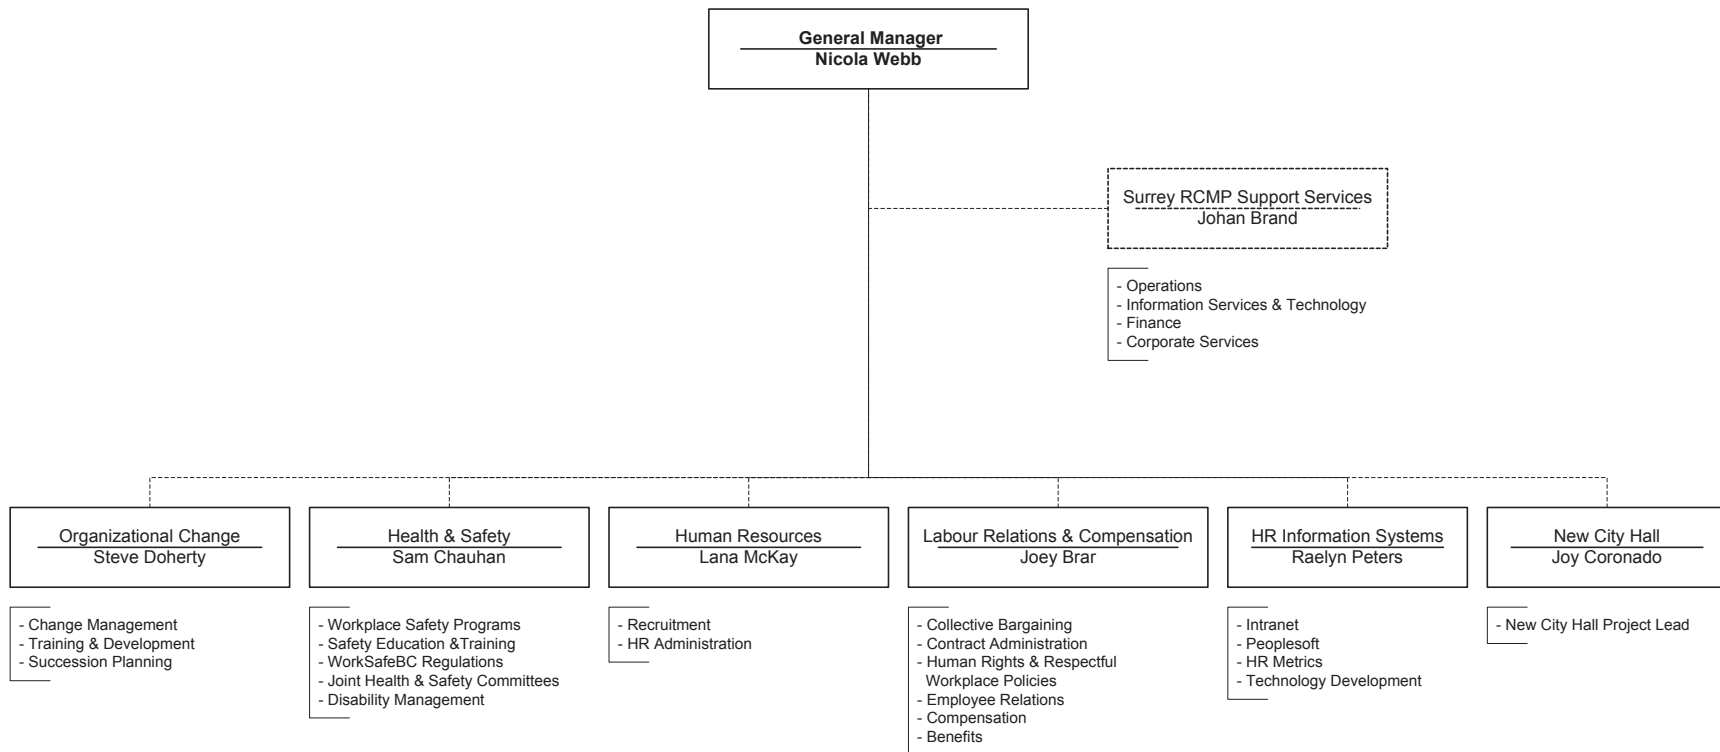 General Manager
Nicola Webb
Surrey RCMP Support Services
Johan Brand
- Operations
- Information Services & Technology
- Finance
- Corporate Services
Organizational Change
Steve Doherty
- Change Management
- Training & Development
- Succession Planning
Health & Safety
Sam Chauhan
- Workplace Safety Programs
- Safety Education &Training
- WorkSafeBC Regulations
- Joint Health & Safety Committees
- Disability Management
Human Resources
Lana McKay
- Recruitment
- HR Administration
Labour Relations & Compensation
Joey Brar
- Collective Bargaining
- Contract Administration
- Human Rights & Respectful
Workplace Policies
- Employee Relations
- Compensation
- Benefits
HR Information Systems
Raelyn Peters
- Intranet
- Peoplesoft
- HR Metrics
- Technology Development
New City Hall
Joy Coronado
- New City Hall Project Lead